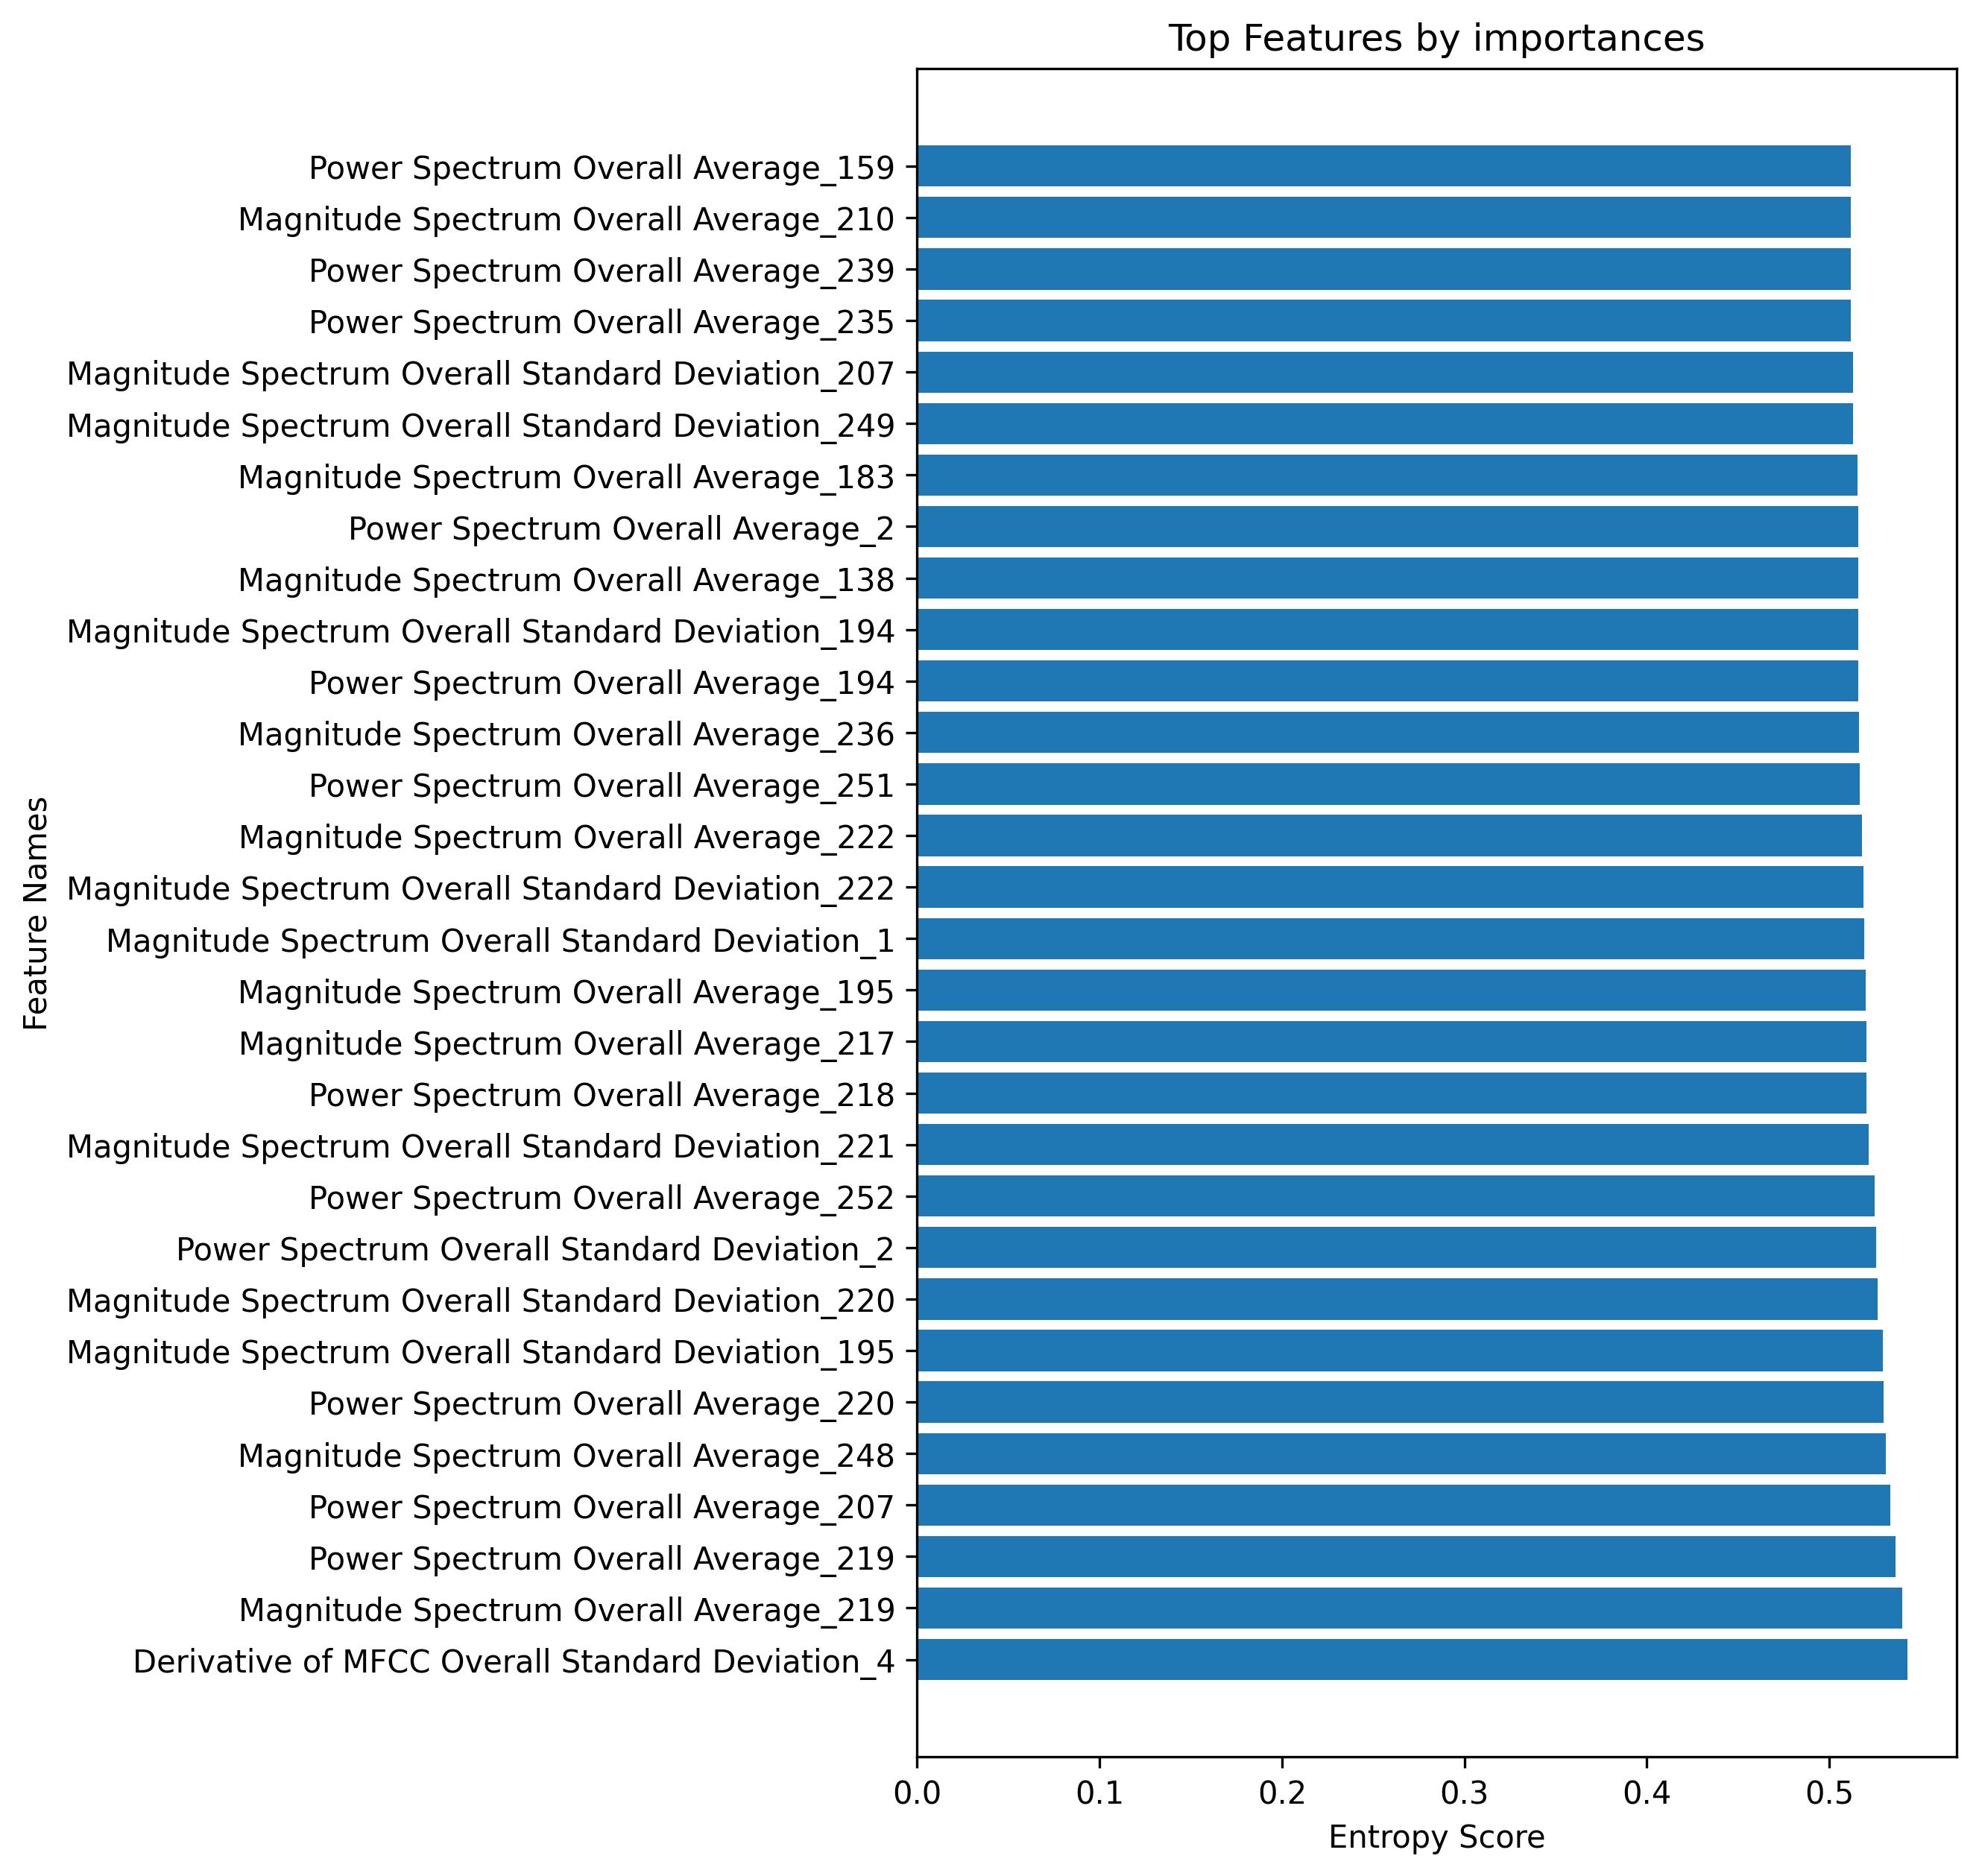 Top Features by importances
Power Spectrum Overall Average_159
Magnitude Spectrum Overall Average_210
Power Spectrum Overall Average_239
Power Spectrum Overall Average_235
Magnitude Spectrum Overall Standard Deviation_207
Magnitude Spectrum Overall Standard Deviation_249
Magnitude Spectrum Overall Average_183
Power Spectrum Overall Average_2
Magnitude Spectrum Overall Average_138
Magnitude Spectrum Overall Standard Deviation_194
Power Spectrum Overall Average_194
Magnitude Spectrum Overall Average_236
Power Spectrum Overall Average_251
Magnitude Spectrum Overall Average_222
Magnitude Spectrum Overall Standard Deviation_222
Magnitude Spectrum Overall Standard Deviation_1
Magnitude Spectrum Overall Average_195
Magnitude Spectrum Overall Average_217
Power Spectrum Overall Average_218
Magnitude Spectrum Overall Standard Deviation_221
Power Spectrum Overall Average_252
Power Spectrum Overall Standard Deviation_2
Magnitude Spectrum Overall Standard Deviation_220
Magnitude Spectrum Overall Standard Deviation_195
Power Spectrum Overall Average_220
Magnitude Spectrum Overall Average_248
Power Spectrum Overall Average_207
Power Spectrum Overall Average_219
Magnitude Spectrum Overall Average_219
Derivative of MFCC Overall Standard Deviation_4
Feature Names
0.0 0.1 0.2 0.3 0.4 0.5
Entropy Score